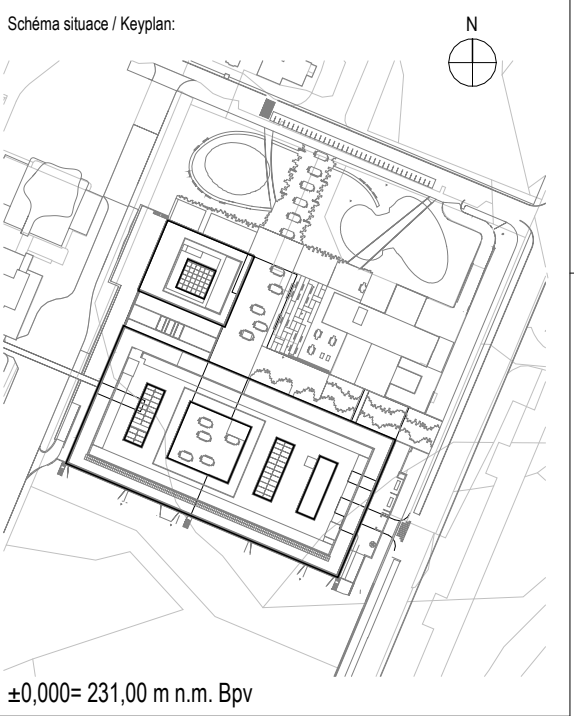 Schéma situace / Keyplan:
N
±0,000= 231,00 m n.m. Bpv